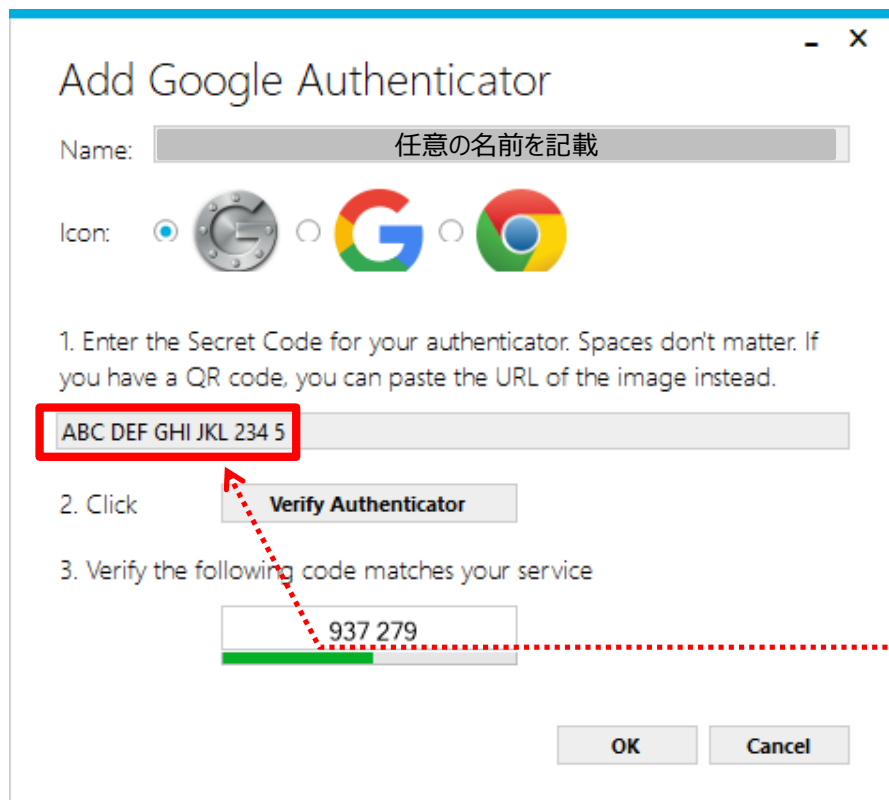 Add Google Authenticator
Name:
任意の名前を記載
Icon:
1. Enter the Secret Code for your authenticator. Spaces don't matter. If
you have a QR code, you can paste the URL of the image instead.
ABC DEF GHI JKL 234 5
2. Click
Verify Authenticator
3. Verify the following code matches your service
937 279
OK
Cancel